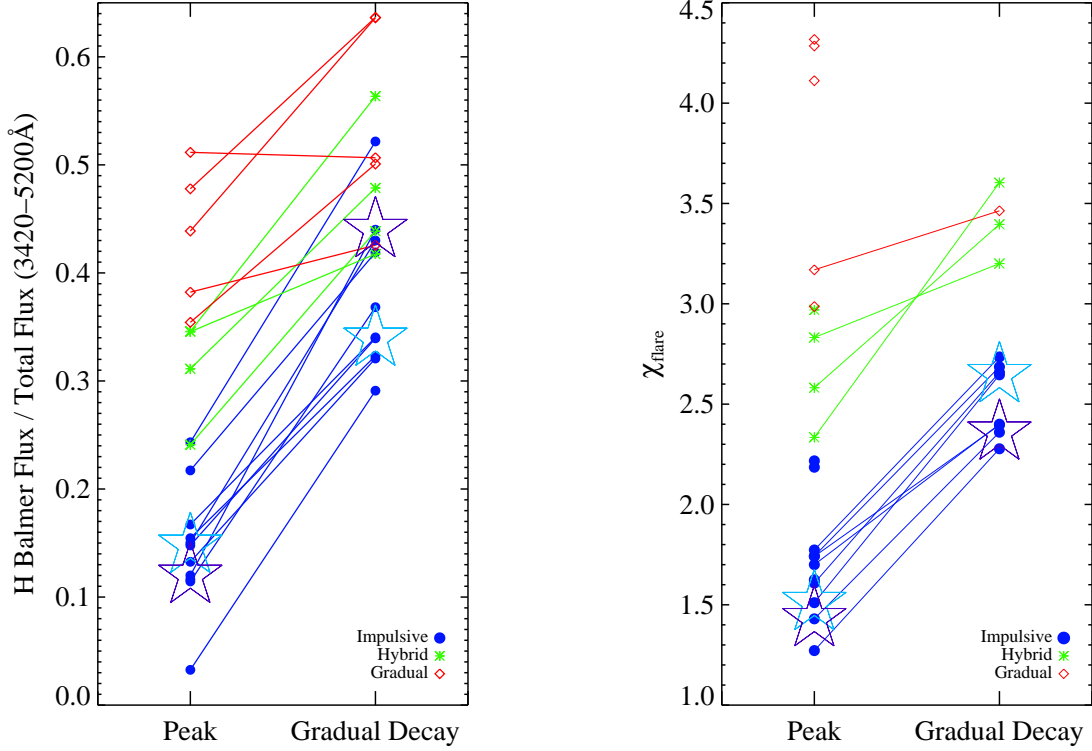 H Balmer Flux / Total Flux (3420–5200Å)
0.6
0.5
0.4
0.3
0.2
0.1
0.0
Impulsive
Hybrid
Gradual
Peak
Gradual Decay
χflare
4.5
4.0
3.5
3.0
2.5
2.0
1.5
1.0
Impulsive
Hybrid
Gradual
Peak
Gradual Decay